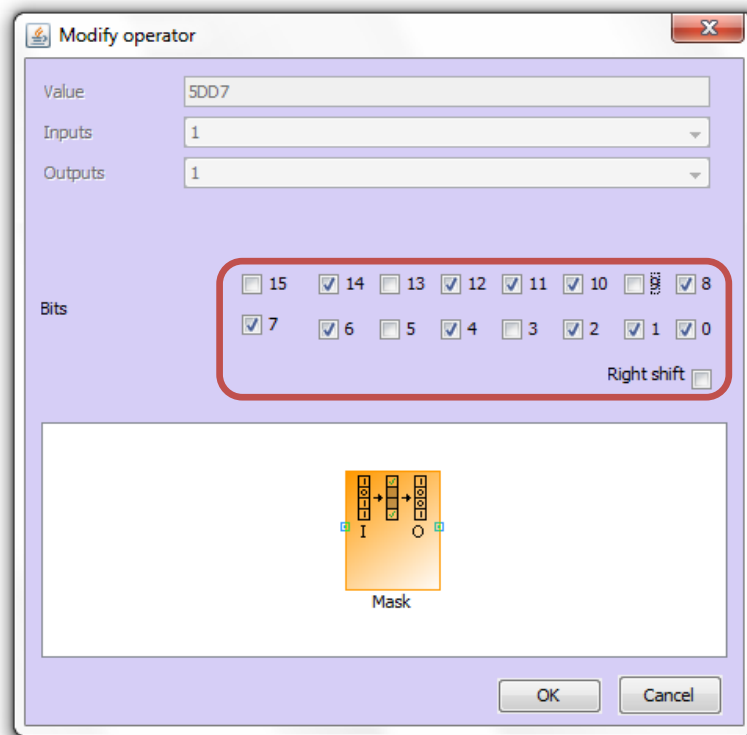 Modify operator
Value 5DD7
Inputs 1
Outputs 1
Bits
15 14 13 12 11 10 9 8
7 6 5 4 3 2 1 0
Right shift
I O
Mask
OK Cancel